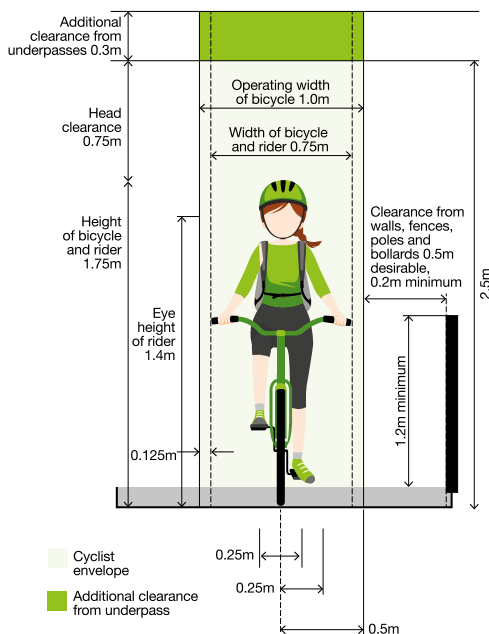 Additional
clearance from
underpasses 0.3m
Operating width
of bicycle 1.0m
Head
clearance
0.75m
Width of bicycle
and rider 0.75m
Height
of bicycle
and rider
1.75m
Clearance from
walls, fences,
poles and
bollards 0.5m
desirable,
0.2m minimum
2.5m
Eye
height
of rider
1.4m
1.2m minimum
0.125m
0.25m
0.25m
0.5m
Cyclist
envelope
Additional clearance
from underpass